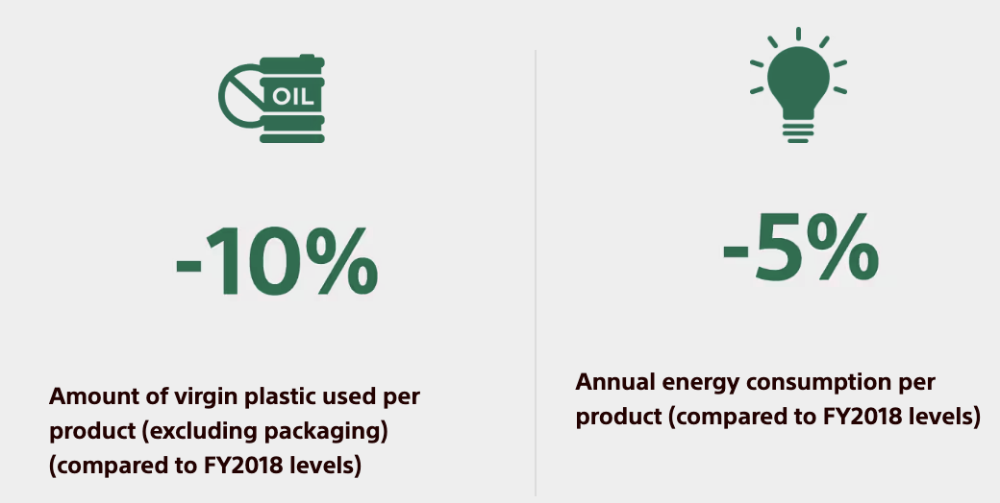 OIL
-10%
Amount of virgin plastic used per
product (excluding packaging)
(compared to FY2018 levels)
-5%
Annual energy consumption per
product (compared to FY2018 levels)